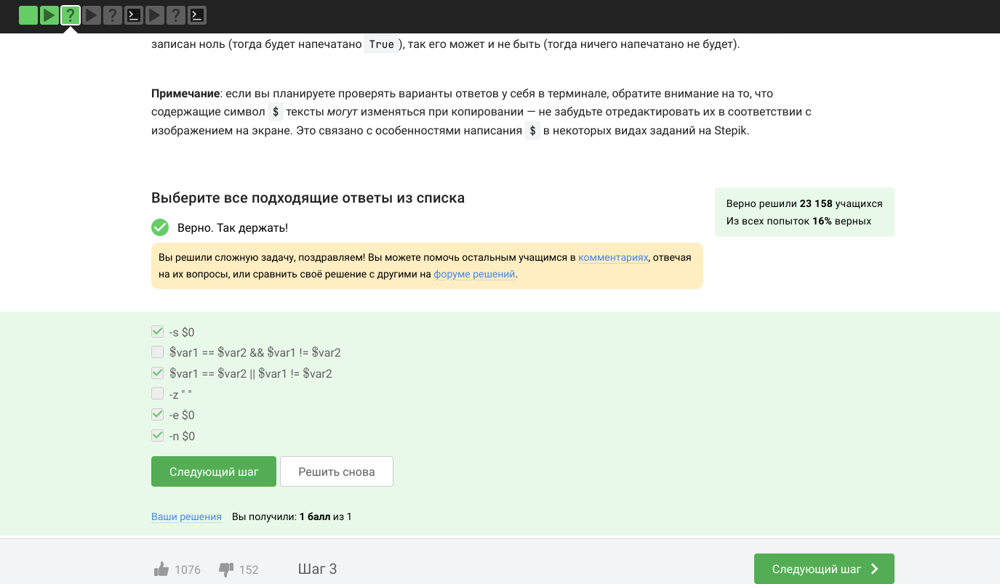 записан ноль (тогда будет напечатано True ), так его может и не быть (тогда ничего напечатано не будет).
Примечание: если вы планируете проверять варианты ответов у себя в терминале, обратите внимание на то, что
содержащие символ $ тексты могут изменяться при копировании — не забудьте отредактировать их в соответствии с
изображением на экране. Это связано с особенностями написания $ в некоторых видах заданий на Stepik.
Выберите все подходящие ответы из списка
Верно решили 23 158 учащихся
Из всех попыток 16% верных
Верно. Так держать!
Вы решили сложную задачу, поздравляем! Вы можете помочь остальным учащимся в комментариях, отвечая
на их вопросы, или сравнить своё решение с другими на форуме решений.
-s $0
$var1 == $var2 && $var1 != $var2
$var1 == $var2 || $var1 != $var2
-z " "
-e $0
-n $0
Следующий шаг
Решить снова
Ваши решения
Вы получили: 1 балл из 1
1076
152
Шаг 3
Следующий шаг